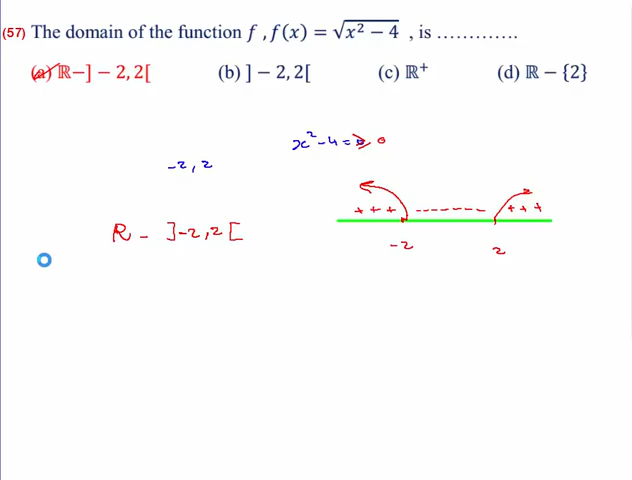 (57) The domain of the function f , f(x) = √(x² − 4) , is ………….
(a) ℝ−] − 2, 2[ (b) ] − 2, 2[ (c) ℝ⁺ (d) ℝ − {2}
x² - 4 = ≥ 0
-2, 2
+ + + - - - - - - - - + + +
R - ]-2, 2[
-2 2